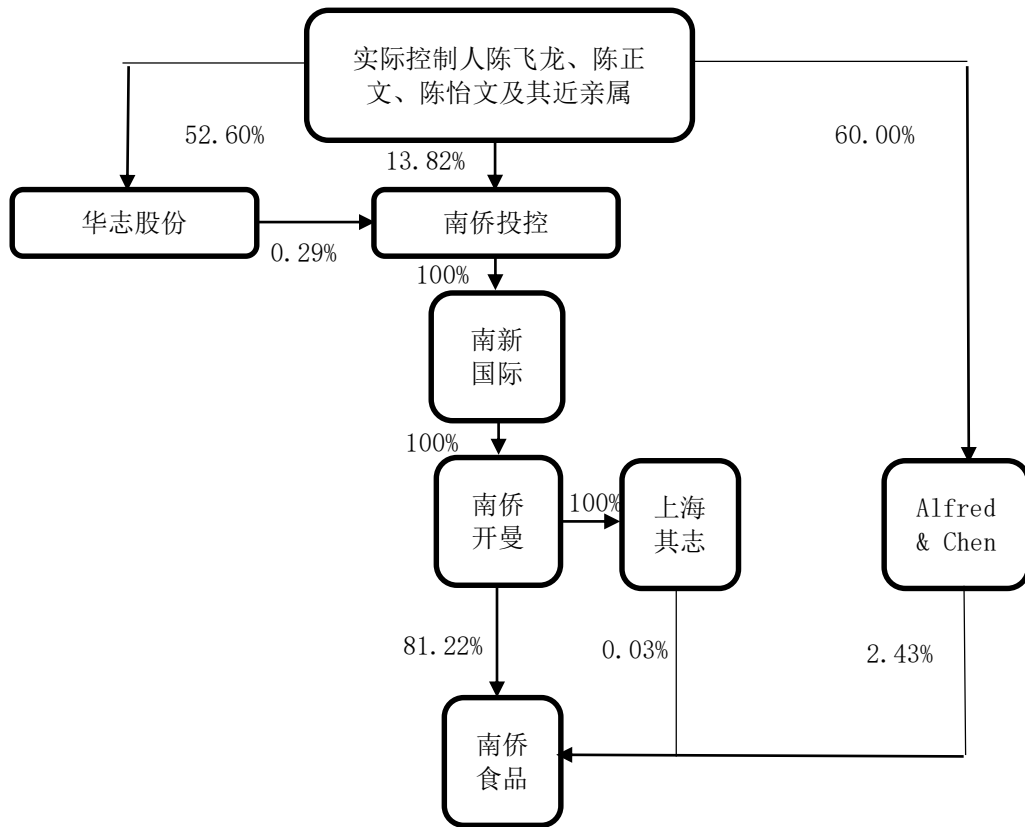 实际控制人陈飞龙、陈正
文、陈怡文及其近亲属
52.60%
13.82%
60.00%
华志股份
南侨投控
0.29%
100%
南新
国际
100%
南侨
开曼
100%
上海
其志
Alfred
& Chen
81.22%
0.03%
2.43%
南侨
食品